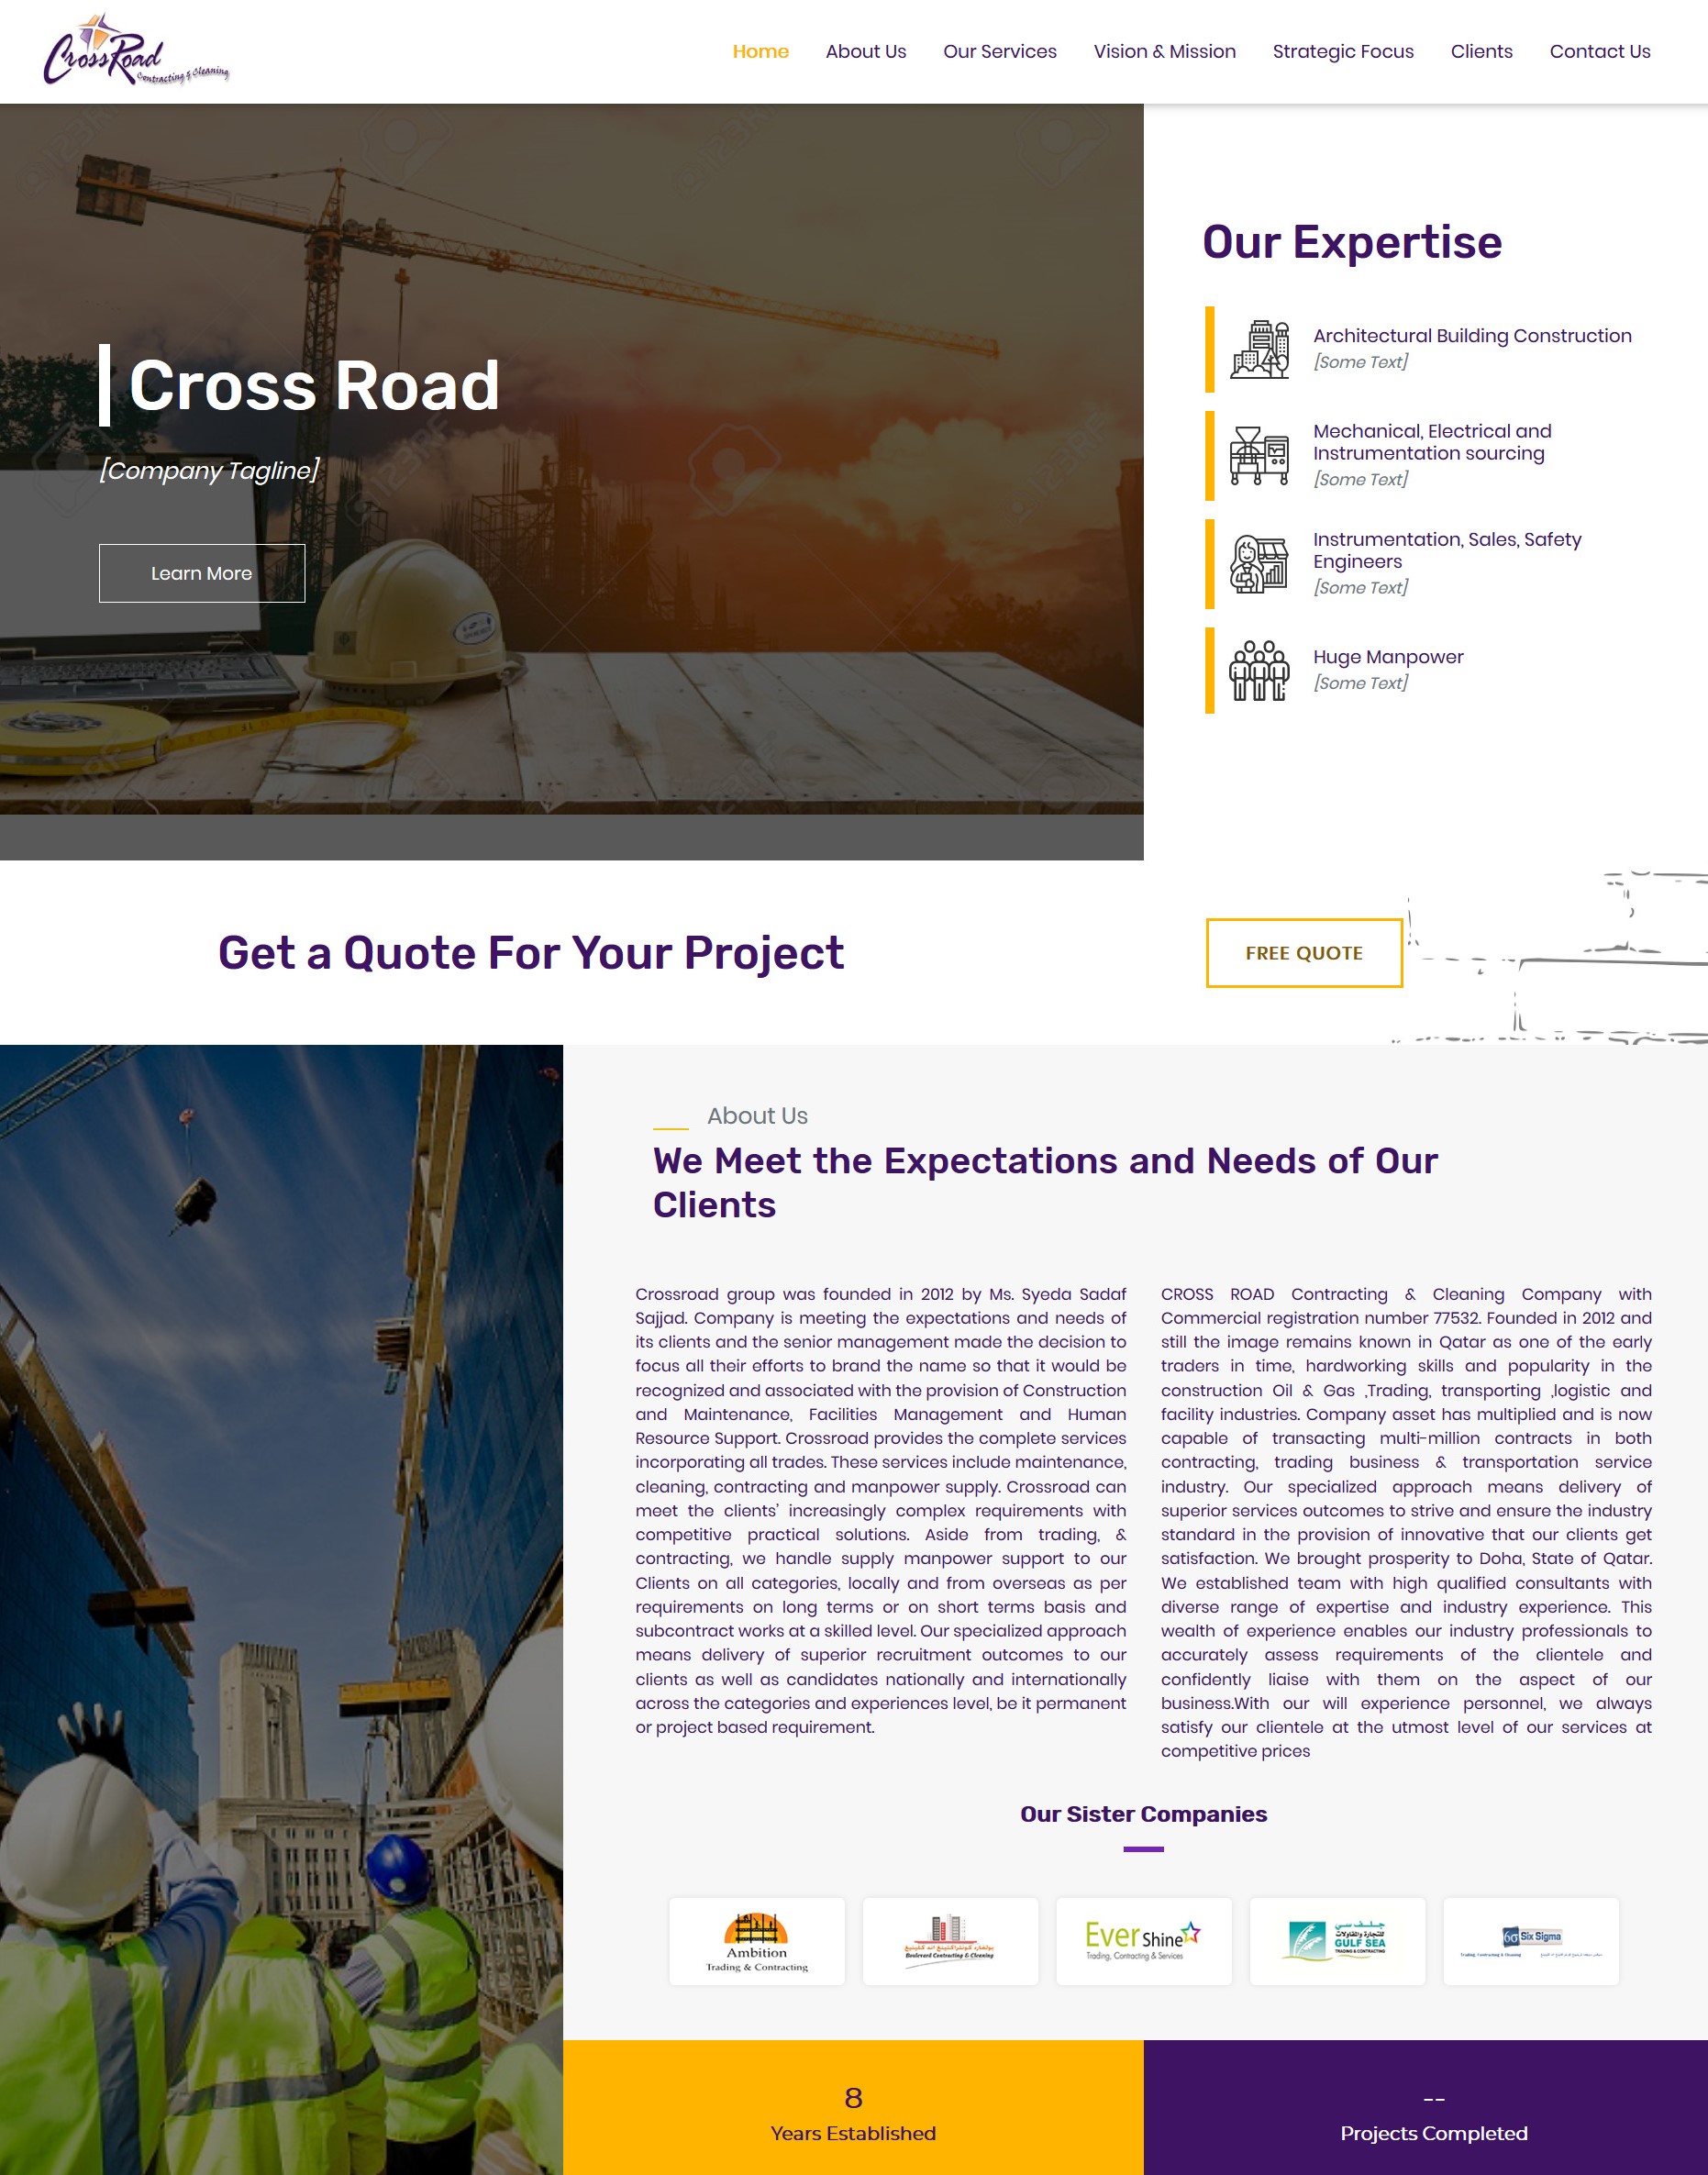 CrossRoad
Contracting & Cleaning
Home
About Us
Our Services
Vision & Mission
Strategic Focus
Clients
Contact Us
Cross Road
[Company Tagline]
Learn More
Our Expertise
Architectural Building Construction
[Some Text]
Mechanical, Electrical and
Instrumentation sourcing
[Some Text]
Instrumentation, Sales, Safety
Engineers
[Some Text]
Huge Manpower
[Some Text]
Get a Quote For Your Project
FREE QUOTE
About Us
We Meet the Expectations and Needs of Our
Clients
Crossroad group was founded in 2012 by Ms. Syeda Sadaf
Sajjad. Company is meeting the expectations and needs of
its clients and the senior management made the decision to
focus all their efforts to brand the name so that it would be
recognized and associated with the provision of Construction
and Maintenance, Facilities Management and Human
Resource Support. Crossroad provides the complete services
incorporating all trades. These services include maintenance,
cleaning, contracting and manpower supply. Crossroad can
meet the clients’ increasingly complex requirements with
competitive practical solutions. Aside from trading, &
contracting, we handle supply manpower support to our
Clients on all categories, locally and from overseas as per
requirements on long terms or on short terms basis and
subcontract works at a skilled level. Our specialized approach
means delivery of superior recruitment outcomes to our
clients as well as candidates nationally and internationally
across the categories and experiences level, be it permanent
or project based requirement.
CROSS ROAD Contracting & Cleaning Company with
Commercial registration number 77532. Founded in 2012 and
still the image remains known in Qatar as one of the early
traders in time, hardworking skills and popularity in the
construction Oil & Gas ,Trading, transporting ,logistic and
facility industries. Company asset has multiplied and is now
capable of transacting multi-million contracts in both
contracting, trading business & transportation service
industry. Our specialized approach means delivery of
superior services outcomes to strive and ensure the industry
standard in the provision of innovative that our clients get
satisfaction. We brought prosperity to Doha, State of Qatar.
We established team with high qualified consultants with
diverse range of expertise and industry experience. This
wealth of experience enables our industry professionals to
accurately assess requirements of the clientele and
confidently liaise with them on the aspect of our
business.With our will experience personnel, we always
satisfy our clientele at the utmost level of our services at
competitive prices
Our Sister Companies
Ambition
Trading & Contracting
بوليفارد كونتراكتينغ اند كلينينغ
Boulevard Contracting & Cleaning
Ever Shine
Trading, Contracting & Services
جلف سي
للتجارة والمقاولات
GULF SEA
TRADING & CONTRACTING
6σ Six Sigma
Trading, Contracting & Cleaning
8
Years Established
--
Projects Completed